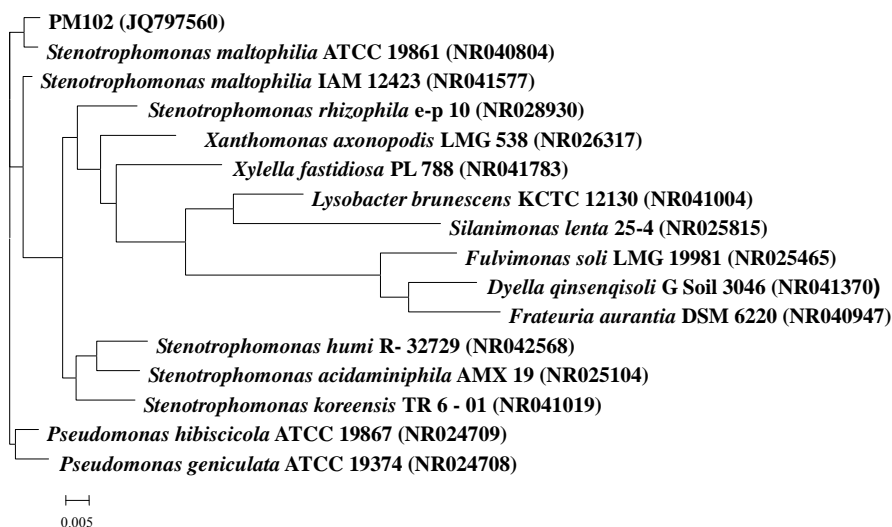 PM102 (JQ797560)
Stenotrophomonas maltophilia ATCC 19861 (NR040804)
Stenotrophomonas maltophilia IAM 12423 (NR041577)
Stenotrophomonas rhizophila e-p 10 (NR028930)
Xanthomonas axonopodis LMG 538 (NR026317)
Xylella fastidiosa PL 788 (NR041783)
Lysobacter brunescens KCTC 12130 (NR041004)
Silanimonas lenta 25-4 (NR025815)
Fulvimonas soli LMG 19981 (NR025465)
Dyella qinsenqisoli G Soil 3046 (NR041370)
Frateuria aurantia DSM 6220 (NR040947)
Stenotrophomonas humi R- 32729 (NR042568)
Stenotrophomonas acidaminiphila AMX 19 (NR025104)
Stenotrophomonas koreensis TR 6 - 01 (NR041019)
Pseudomonas hibiscicola ATCC 19867 (NR024709)
Pseudomonas geniculata ATCC 19374 (NR024708)
0.005